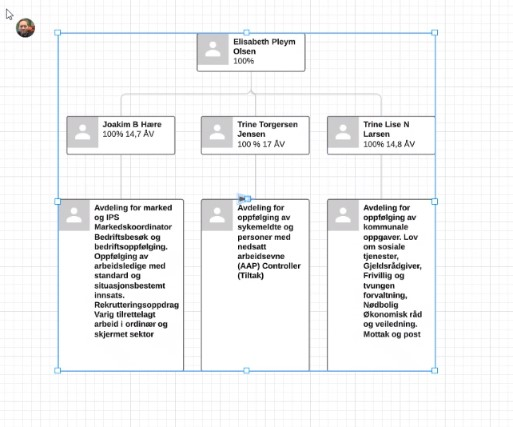 Elisabeth Pleym
Olsen
100%
Joakim B Hære
100% 14,7 ÅV
Trine Torgersen
Jensen
100 % 17 ÅV
Trine Lise N
Larsen
100% 14,8 ÅV
Avdeling for marked
og IPS
Markedskoordinator
Bedriftsbesøk og
bedriftsoppfølging.
Oppfølging av
arbeidsledige med
standard og
situasjonsbestemt
innsats.
Rekrutteringsoppdrag
Varig tilrettelagt
arbeid i ordinær og
skjermet sektor
Avdeling for
oppfølging av
sykemeldte og
personer med
nedsatt
arbeidsevne
(AAP) Controller
(Tiltak)
Avdeling for
oppfølging av
kommunale
oppgaver. Lov
om sosiale
tjenester,
Gjeldsrådgiver,
Frivillig og
tvungen
forvaltning,
Nødbolig
Økonomisk råd
og veiledning.
Mottak og post